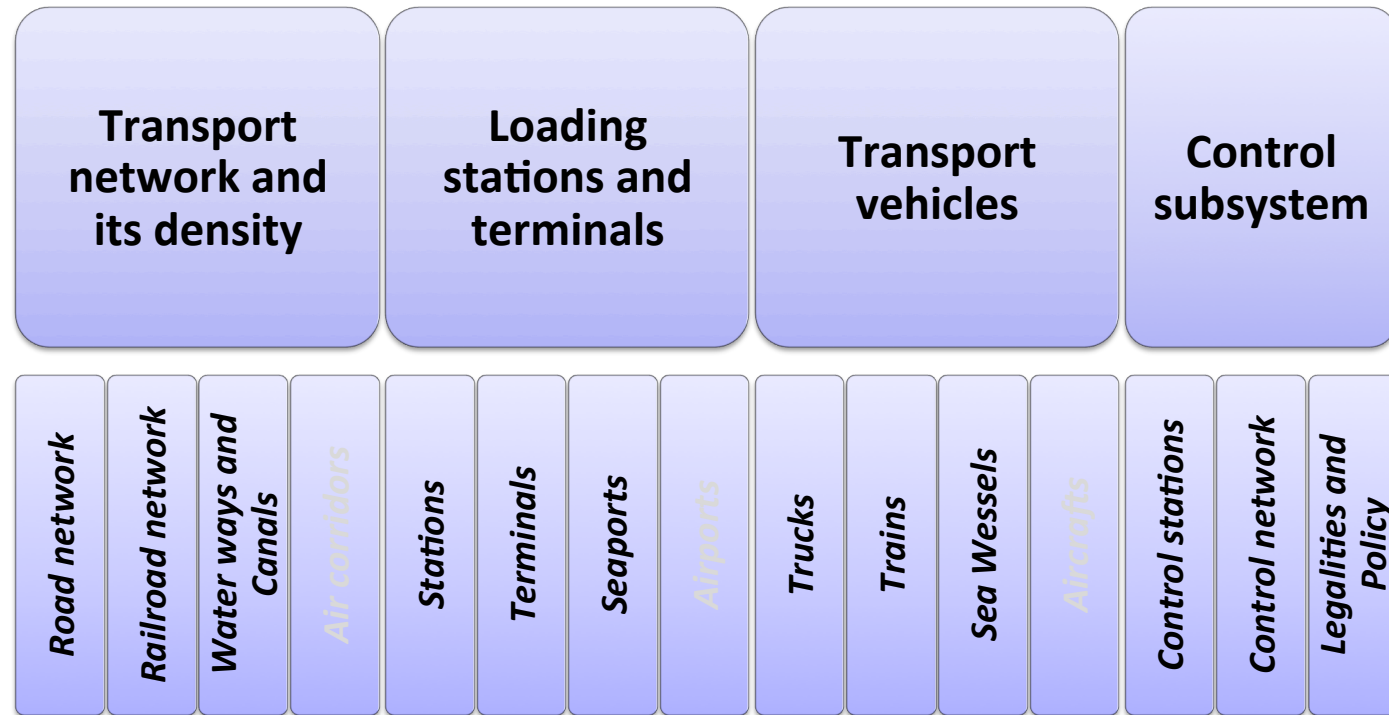 Transport
network and
its density
Loading
stations and
terminals
Transport
vehicles
Control
subsystem
Road network
Railroad network
Water ways and
Canals
Air corridors
Stations
Terminals
Seaports
Airports
Trucks
Trains
Sea Wessels
Aircrafts
Control stations
Control network
Legalities and
Policy